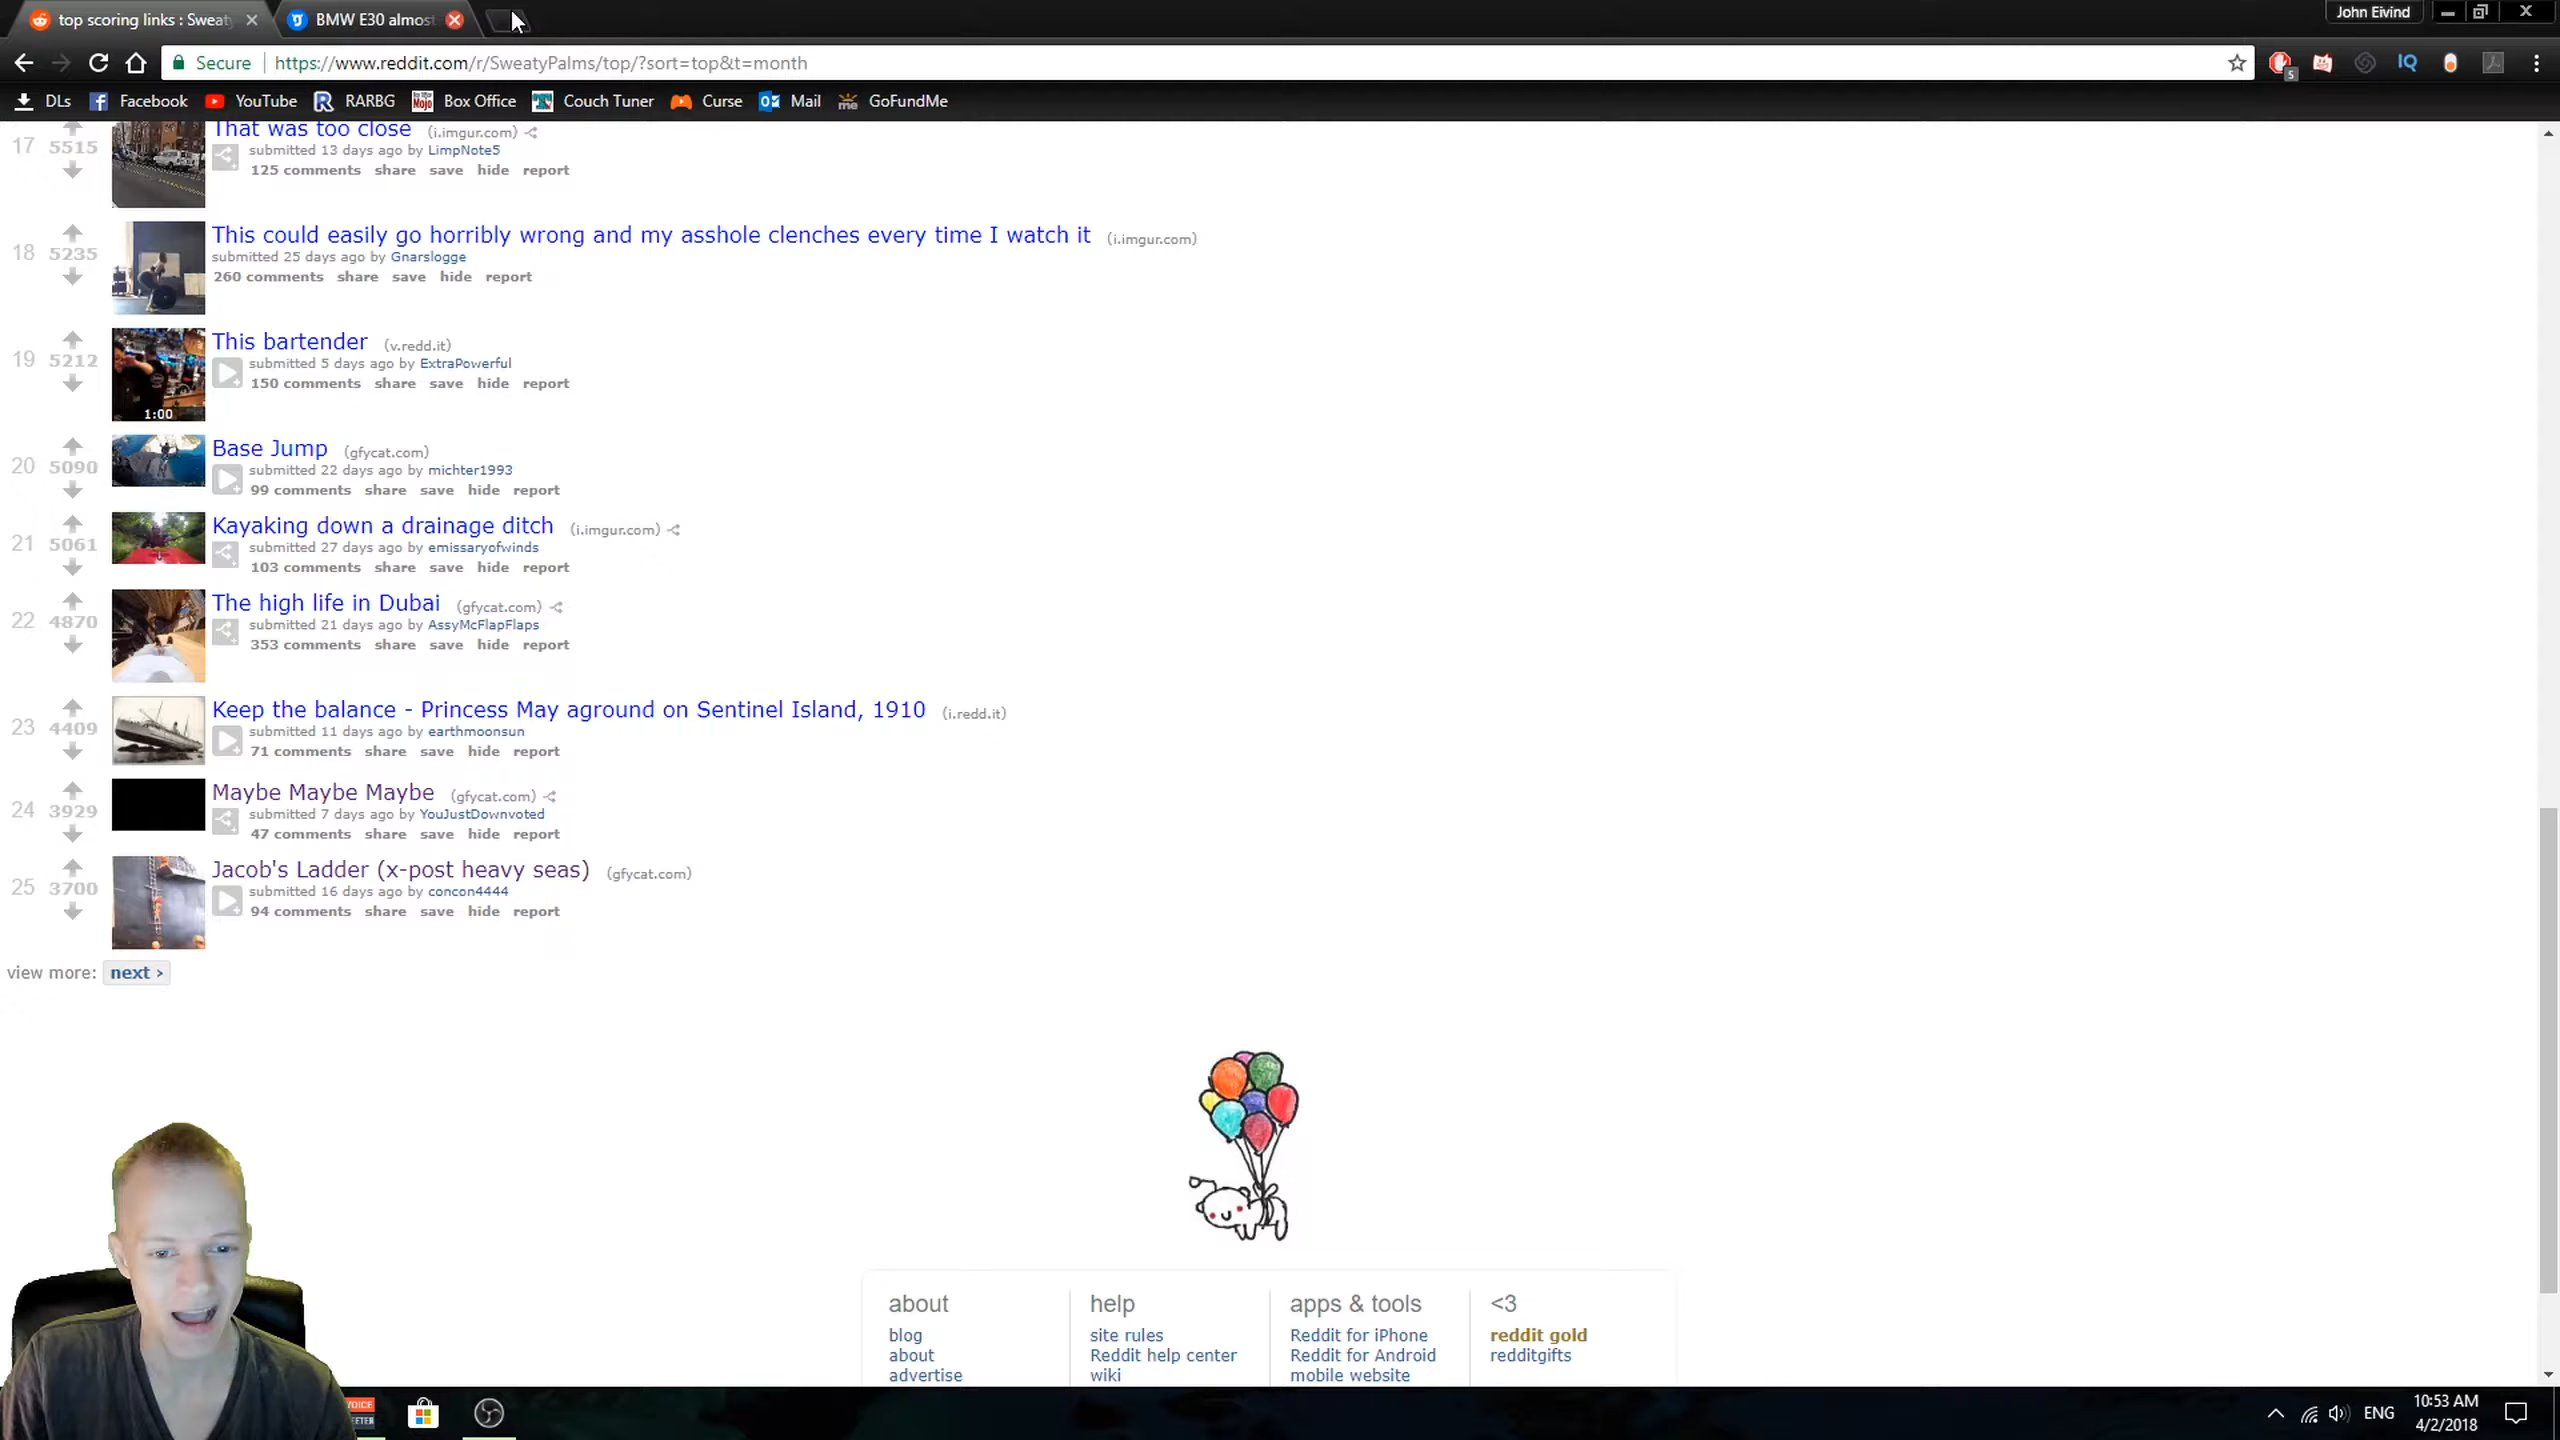 top scoring links : Sweaty
BMW E30 almost
John Eivind
Secure
https://www.reddit.com/r/SweatyPalms/top/?sort=top&t=month
5
IQ
DLs
Facebook
YouTube
RARBG
Box Office
Couch Tuner
Curse
Mail
GoFundMe
17
5515
That was too close (i.imgur.com)
submitted 13 days ago by LimpNote5
125 comments share save hide report
18
5235
This could easily go horribly wrong and my asshole clenches every time I watch it (i.imgur.com)
submitted 25 days ago by Gnarslogge
260 comments share save hide report
19
5212
1:00
This bartender (v.redd.it)
submitted 5 days ago by ExtraPowerful
150 comments share save hide report
20
5090
Base Jump (gfycat.com)
submitted 22 days ago by michter1993
99 comments share save hide report
21
5061
Kayaking down a drainage ditch (i.imgur.com)
submitted 27 days ago by emissaryofwinds
103 comments share save hide report
22
4870
The high life in Dubai (gfycat.com)
submitted 21 days ago by AssyMcFlapFlaps
353 comments share save hide report
23
4409
Keep the balance - Princess May aground on Sentinel Island, 1910 (i.redd.it)
submitted 11 days ago by earthmoonsun
71 comments share save hide report
24
3929
Maybe Maybe Maybe (gfycat.com)
submitted 7 days ago by YouJustDownvoted
47 comments share save hide report
25
3700
Jacob's Ladder (x-post heavy seas) (gfycat.com)
submitted 16 days ago by concon4444
94 comments share save hide report
view more: next ›
about
blog
about
advertise
help
site rules
Reddit help center
wiki
apps & tools
Reddit for iPhone
Reddit for Android
mobile website
<3
reddit gold
redditgifts
ENG
10:53 AM
4/2/2018